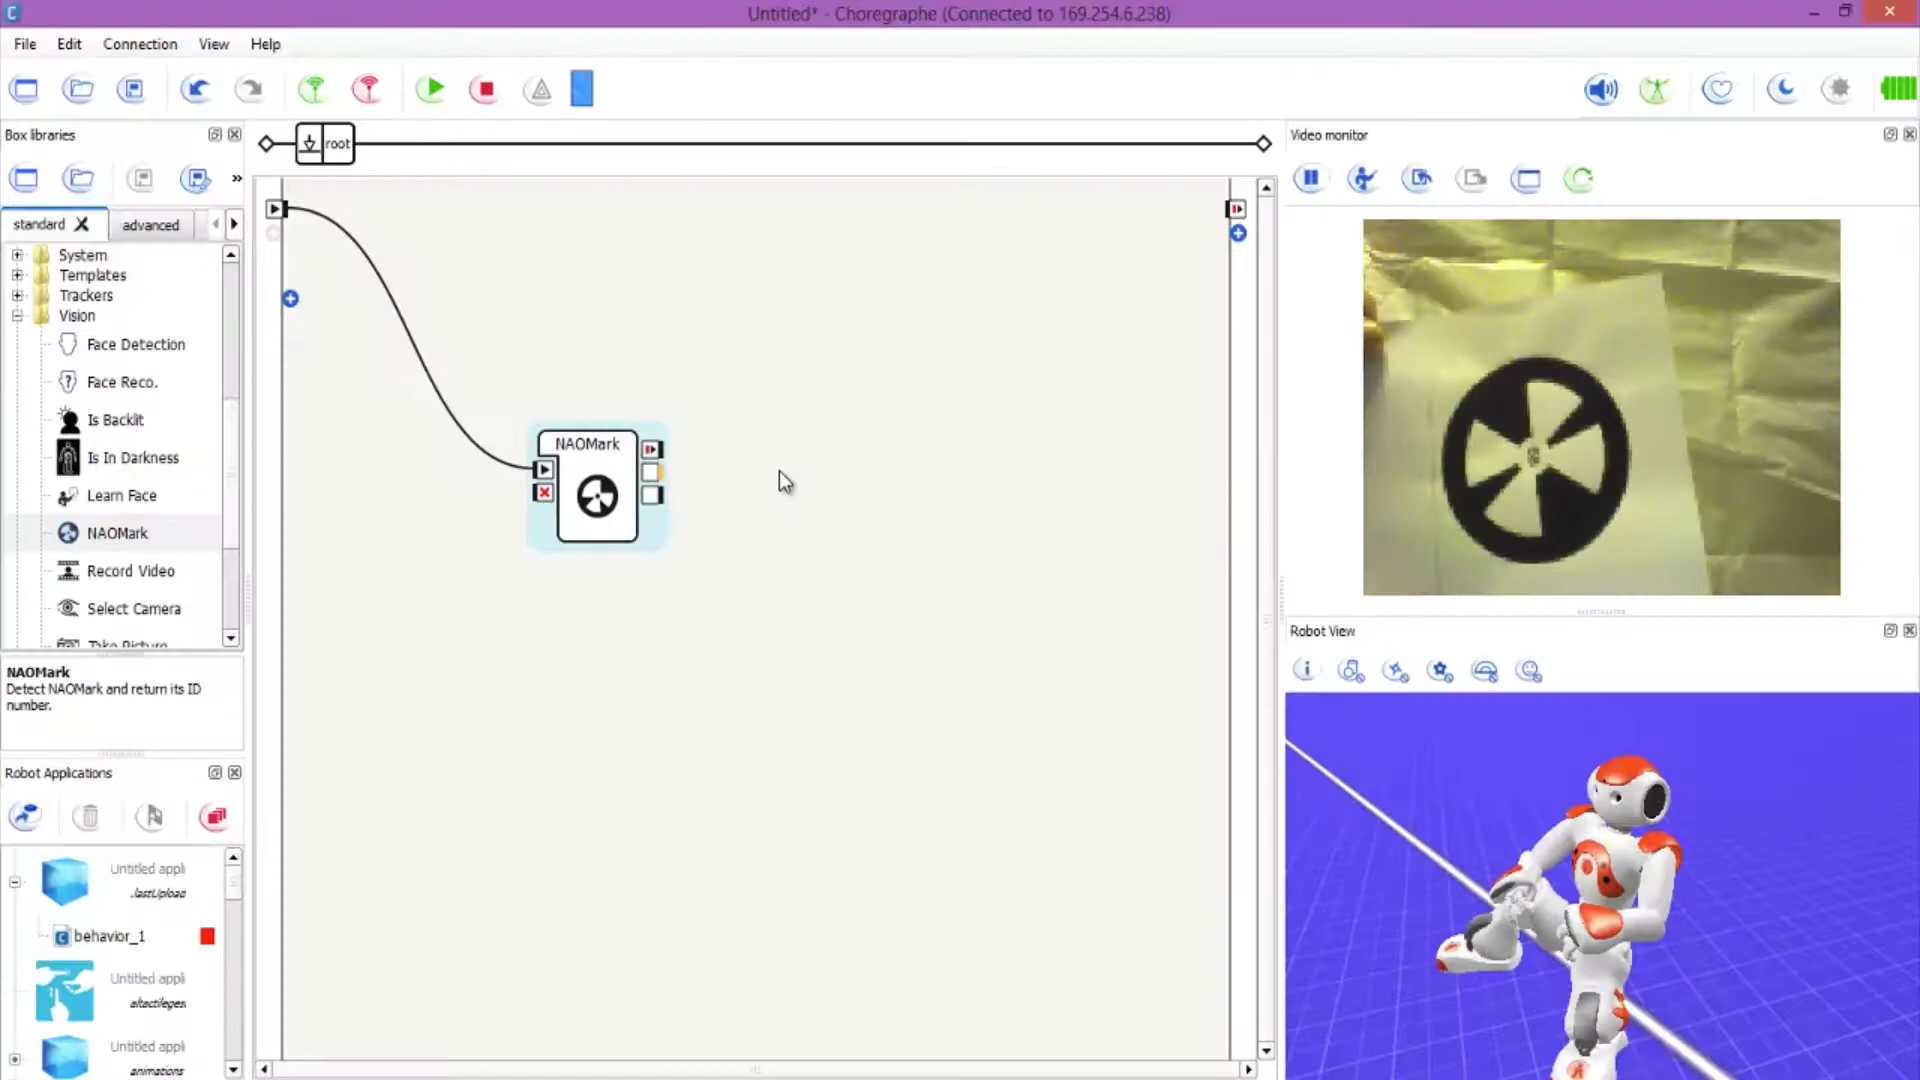 Untitled* - Choregraphe (Connected to 169.254.6.238)
File Edit Connection View Help
Box libraries
root
Video monitor
standard advanced
System
Templates
Trackers
Vision
Face Detection
Face Reco.
Is Backlit
Is In Darkness
Learn Face
NAOMark
Record Video
Select Camera
Take Picture
NAOMark
NAOMark
Detect NAOMark and return its ID
number.
Robot View
Robot Applications
Untitled appli
.lastUpload
behavior_1
Untitled appli
altactileges
Untitled appli
animations